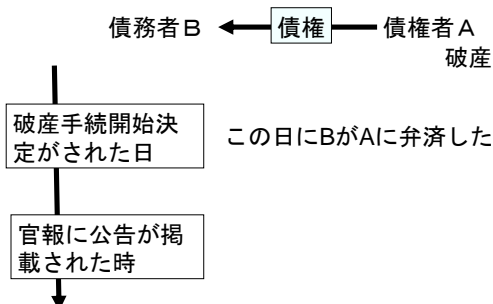 債務者B
債権
債権者A
破産
破産手続開始決
定がされた日
この日にBがAに弁済した
官報に公告が掲
載された時